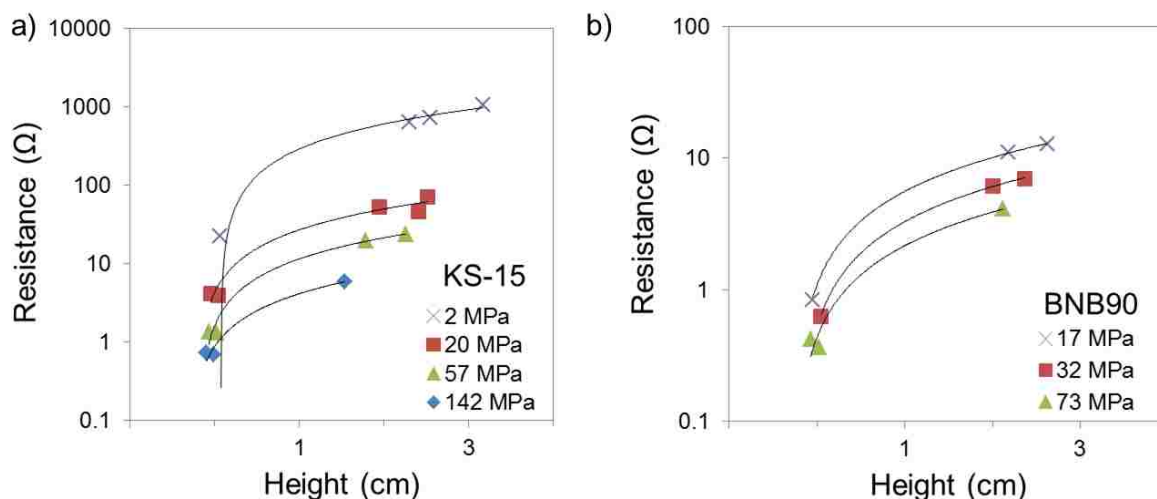 a)
10000
1000
100
10
1
0.1
Resistance (Ω)
1
3
Height (cm)
KS-15
2 MPa
20 MPa
57 MPa
142 MPa
b)
100
10
1
0.1
Resistance (Ω)
1
3
Height (cm)
BNB90
17 MPa
32 MPa
73 MPa